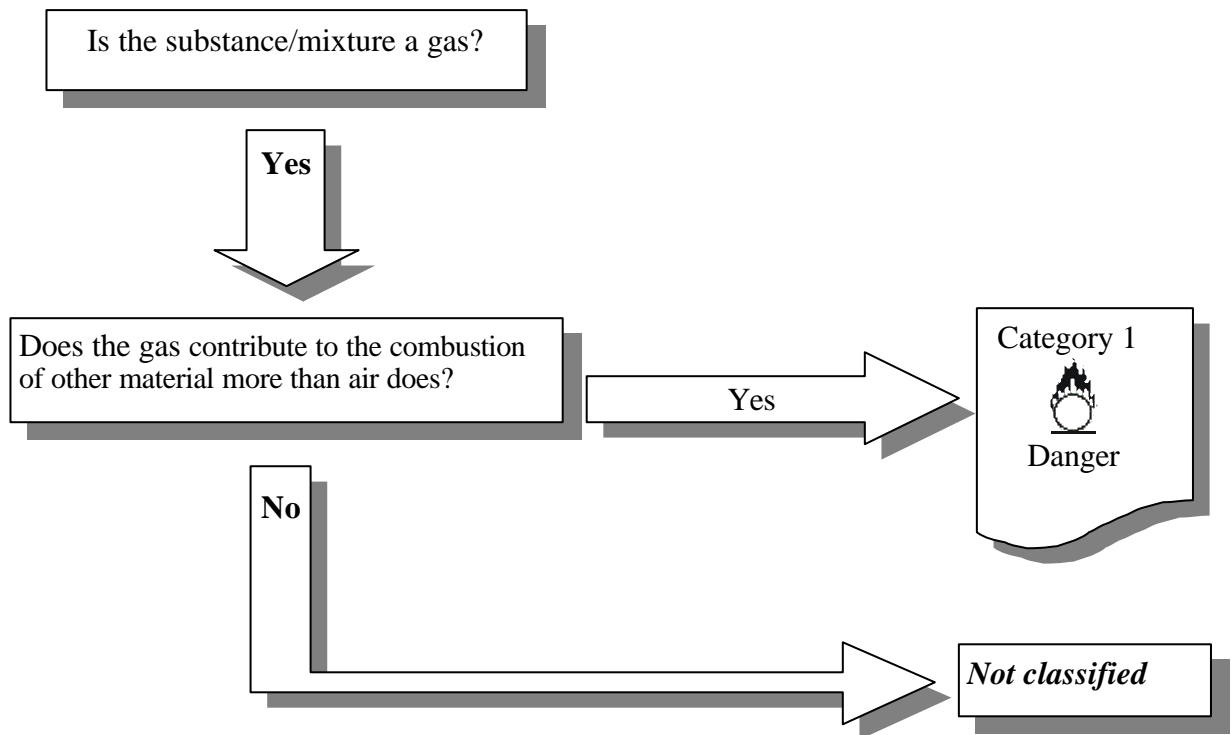 Is the substance/mixture a gas?
Yes
Does the gas contribute to the combustion
of other material more than air does?
Yes
Category 1
Danger
No
Not classified